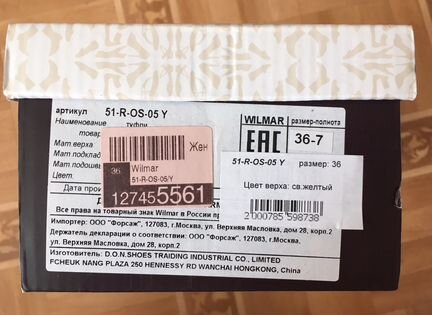 артикул 51-R-OS-05 Y
WILMAR размер-полнота
Наименование туфли
товар
Мат.верха
Мат.подклад
Мат.
Цвет:
EAC 36-7
Жен
36 Wilmar
51-R-OS-05/Y
127455561
51-R-OS-05 Y размер: 36
Цвет верха: св.желтый
2000785 598738
Дата прои
Все права на товарный знак Wilmar в России пр
Импортер: ООО "Форсаж", 127083, г.Москва, ул. Верхняя Масловка, дом 28, корп.2
Держатель декларации о соответствии: ООО "Форсаж", 127083, г.Москва,
ул. Верхняя Масловка, дом 28, корп.2
Изготовитель: D.O.N.SHOES TRAIDING INDUSTRIAL CO., LIMITED
FCHEUK NANG PLAZA 250 HENNESSY RD WANCHAI HONGKONG, China